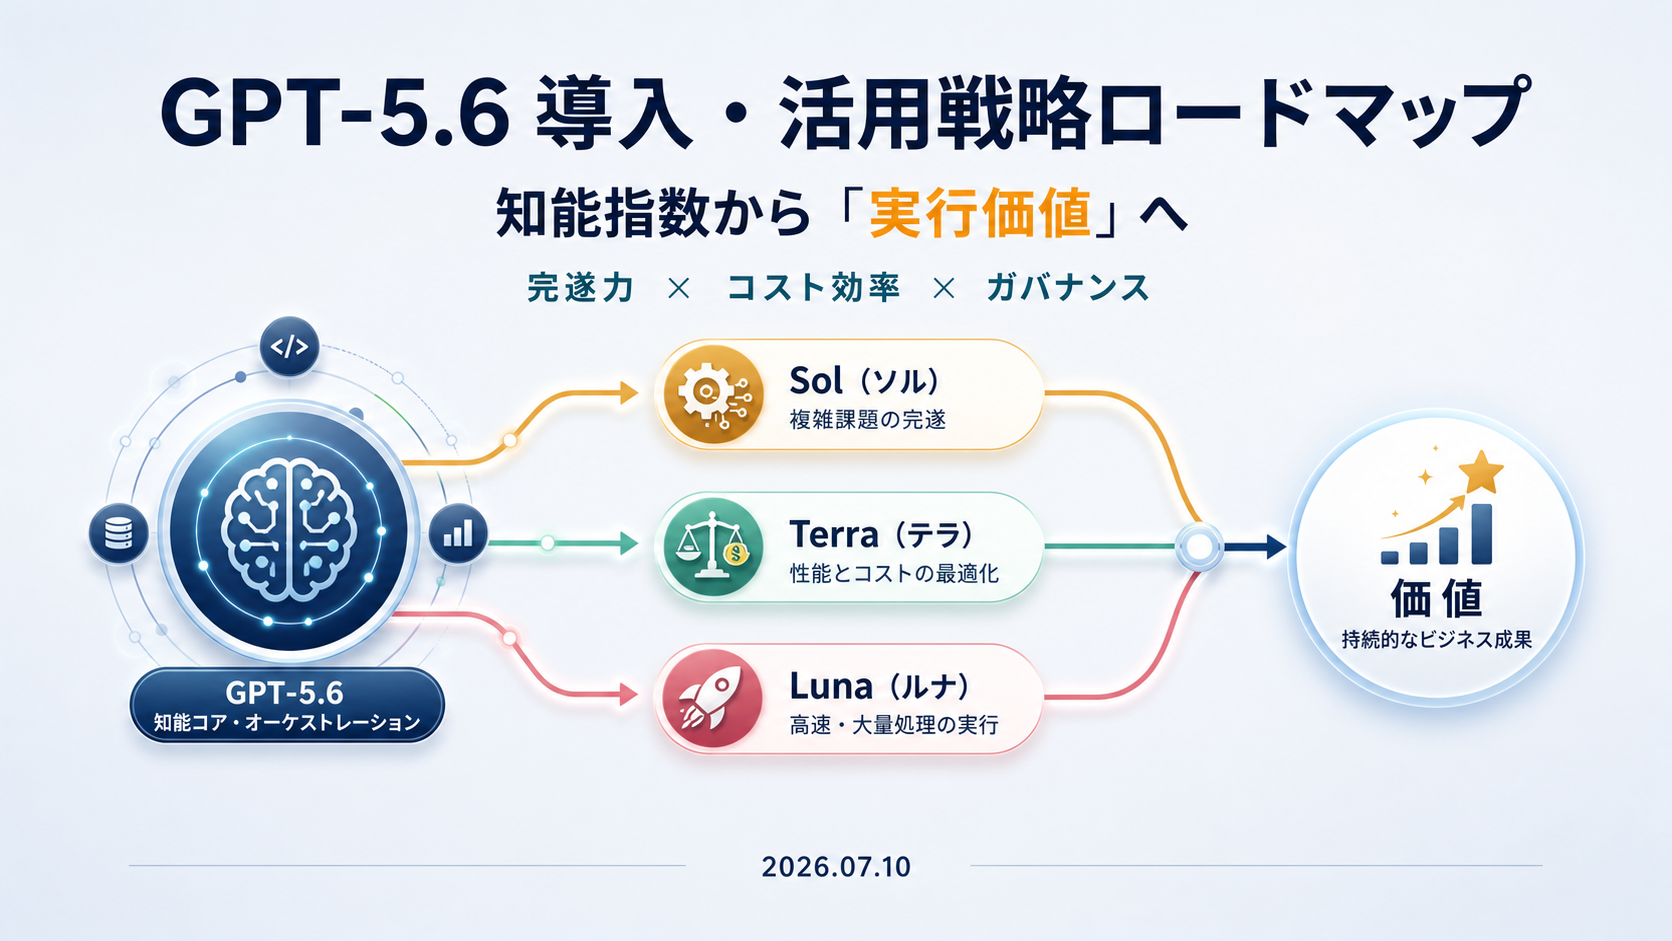 GPT-5.6 導入・活用戦略ロードマップ
知能指数から「実行価値」へ
完遂力 × コスト効率 × ガバナンス
</>
GPT-5.6
知能コア・オーケストレーション
Sol（ソル）
複雑課題の完遂
Terra（テラ）
$
性能とコストの最適化
Luna（ルナ）
高速・大量処理の実行
価値
持続的なビジネス成果
2026.07.10